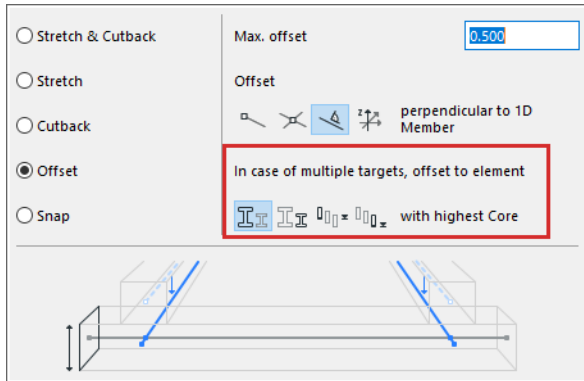 Stretch & Cutback
Max. offset
0.500
Stretch
Offset
Cutback
z
perpendicular to 1D
Member
Offset
In case of multiple targets, offset to element
Snap
with highest Core